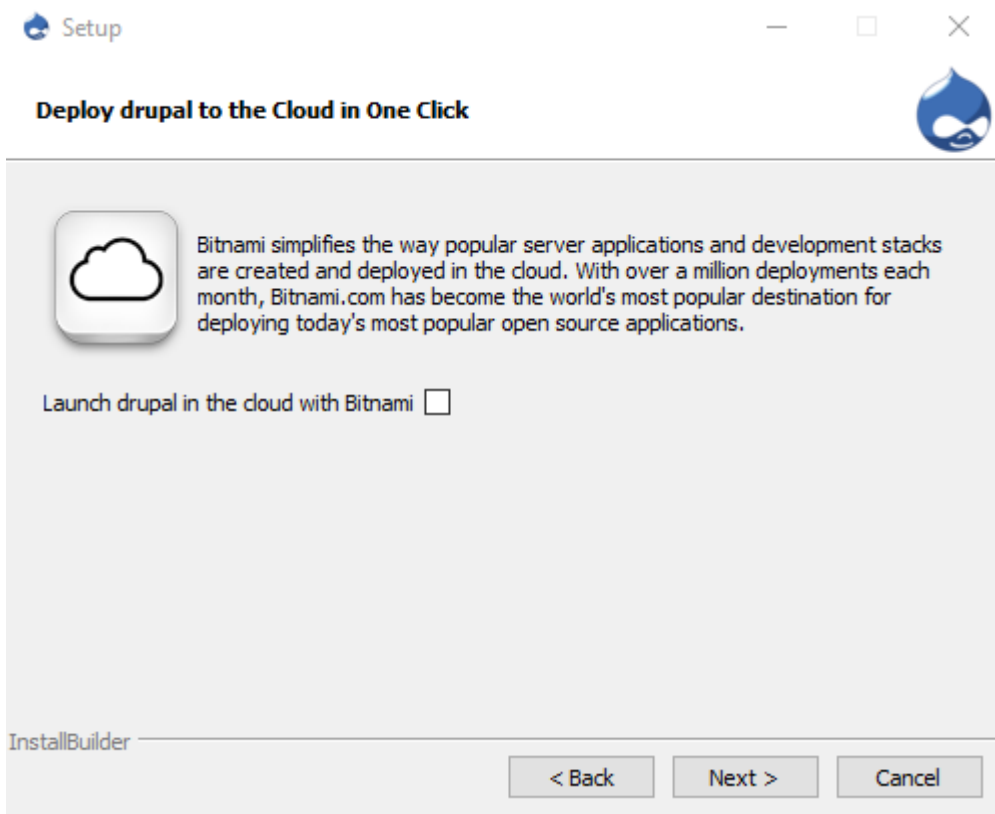 Setup
Deploy drupal to the Cloud in One Click
Bitnami simplifies the way popular server applications and development stacks
are created and deployed in the cloud. With over a million deployments each
month, Bitnami.com has become the world's most popular destination for
deploying today's most popular open source applications.
Launch drupal in the cloud with Bitnami
InstallBuilder
< Back Next > Cancel